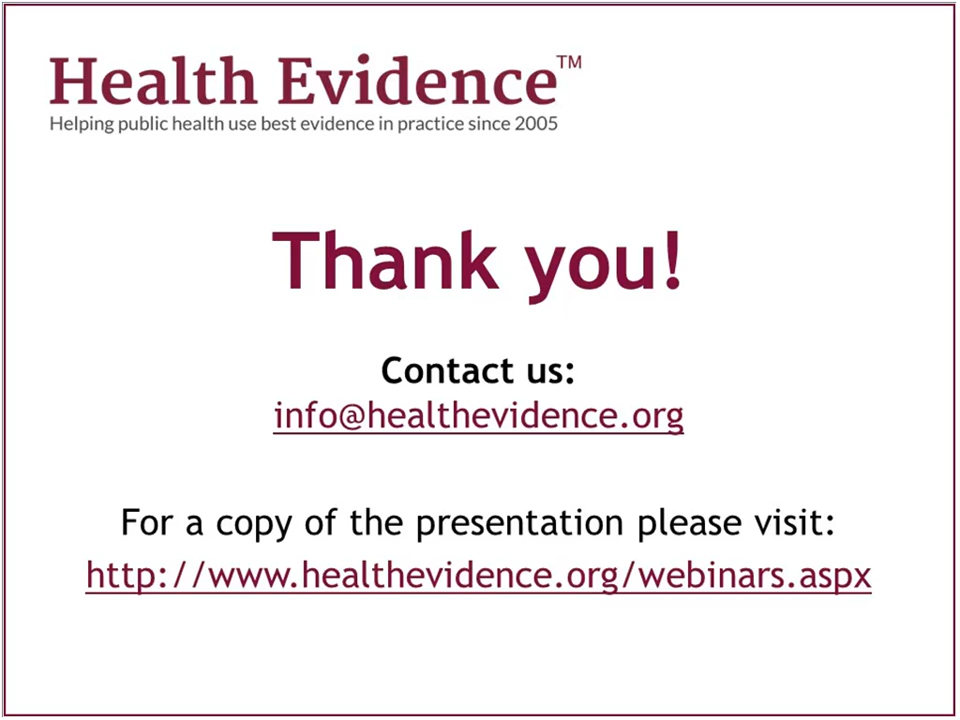 Health Evidence™
Helping public health use best evidence in practice since 2005
Thank you!
Contact us:
info@healthevidence.org
For a copy of the presentation please visit:
http://www.healthevidence.org/webinars.aspx